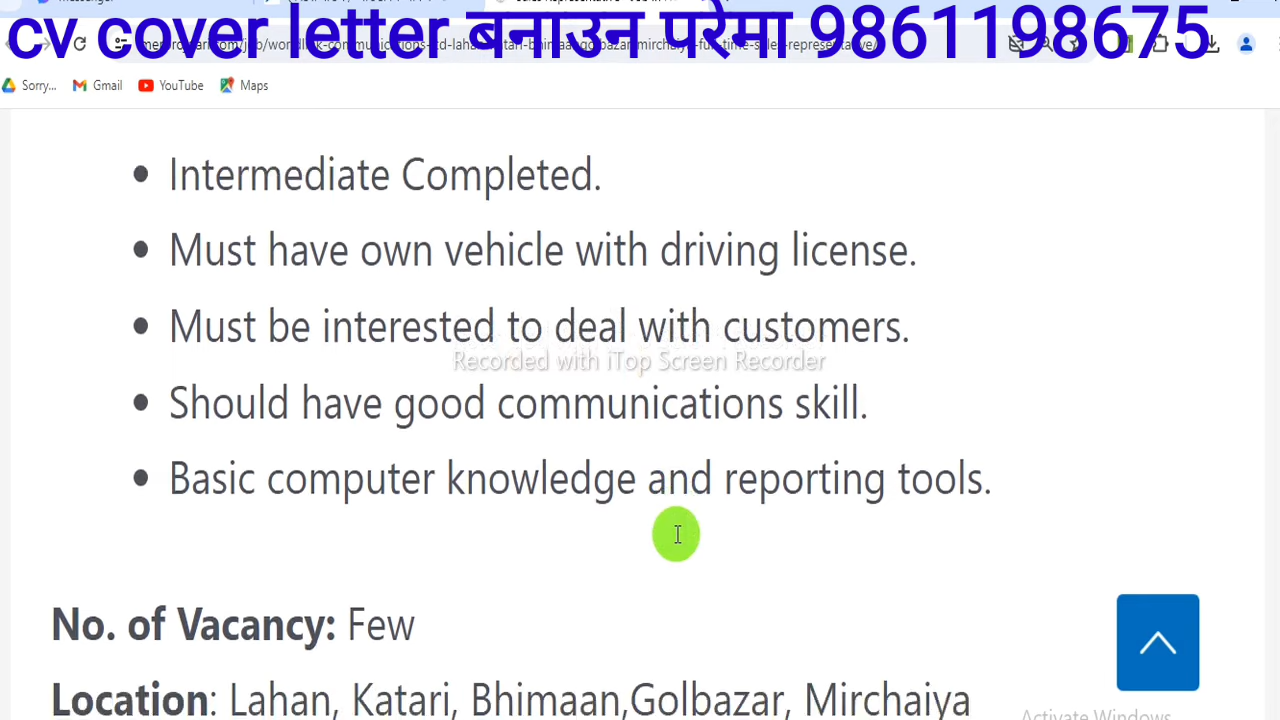 cv cover letter बनाउन परेमा 9861198675
Sorry... Gmail YouTube Maps
• Intermediate Completed.
• Must have own vehicle with driving license.
• Must be interested to deal with customers.
Recorded with iTop Screen Recorder
• Should have good communications skill.
• Basic computer knowledge and reporting tools.
No. of Vacancy: Few
Location: Lahan, Katari, Bhimaan,Golbazar, Mirchaiya
Activate Windows